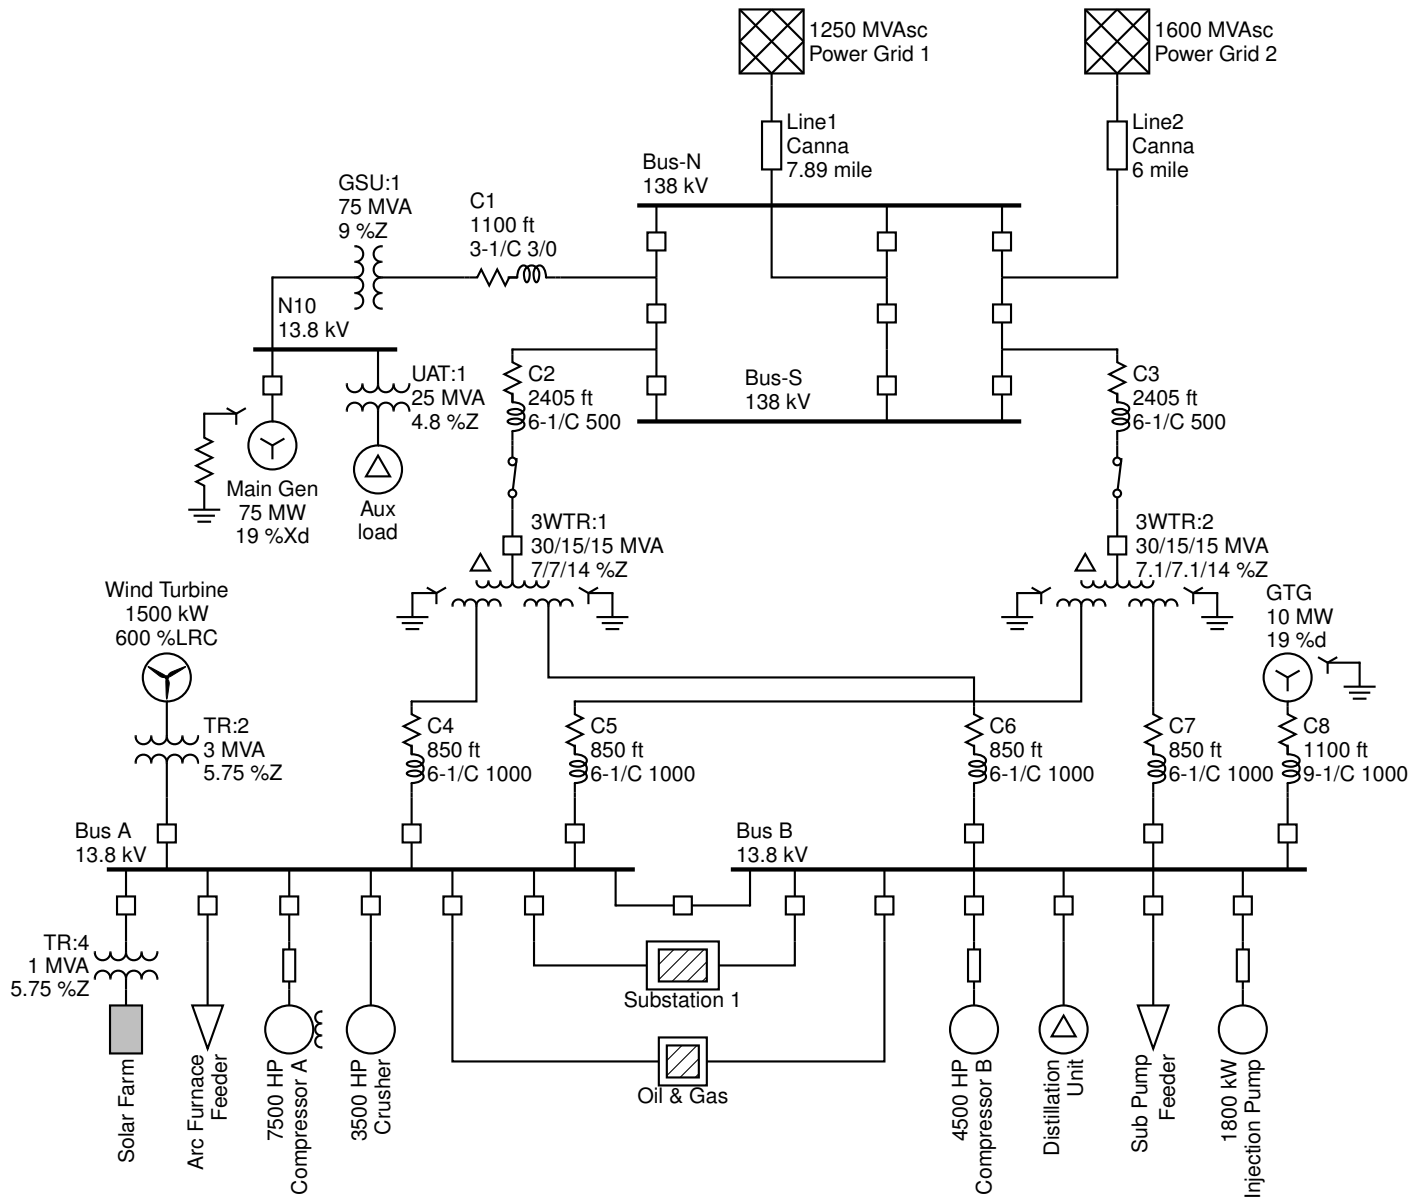 1250 MVAsc
Power Grid 1
1600 MVAsc
Power Grid 2
Line1
Canna
7.89 mile
Line2
Canna
6 mile
Bus-N
138 kV
GSU:1
75 MVA
9 %Z
C1
1100 ft
3-1/C 3/0
N10
13.8 kV
UAT:1
25 MVA
4.8 %Z
C2
2405 ft
6-1/C 500
Bus-S
138 kV
C3
2405 ft
6-1/C 500
Main Gen
75 MW
19 %Xd
Aux
load
3WTR:1
30/15/15 MVA
7/7/14 %Z
3WTR:2
30/15/15 MVA
7.1/7.1/14 %Z
Wind Turbine
1500 kW
600 %LRC
GTG
10 MW
19 %d
TR:2
3 MVA
5.75 %Z
C4
850 ft
6-1/C 1000
C5
850 ft
6-1/C 1000
C6
850 ft
6-1/C 1000
C7
850 ft
6-1/C 1000
C8
1100 ft
9-1/C 1000
Bus A
13.8 kV
Bus B
13.8 kV
TR:4
1 MVA
5.75 %Z
Substation 1
Oil & Gas
Solar Farm
Arc Furnace
Feeder
7500 HP
Compressor A
3500 HP
Crusher
4500 HP
Compressor B
Distillation
Unit
Sub Pump
Feeder
1800 kW
Injection Pump